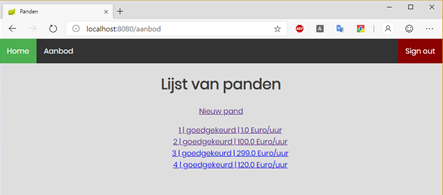 Panden
localhost:8080/aanbod
Home Aanbod Sign out
Lijst van panden
Nieuw pand
1 | goedgekeurd | 1.0 Euro/uur
2 | goedgekeurd | 100.0 Euro/uur
3 | goedgekeurd | 299.0 Euro/uur
4 | goedgekeurd | 120.0 Euro/uur